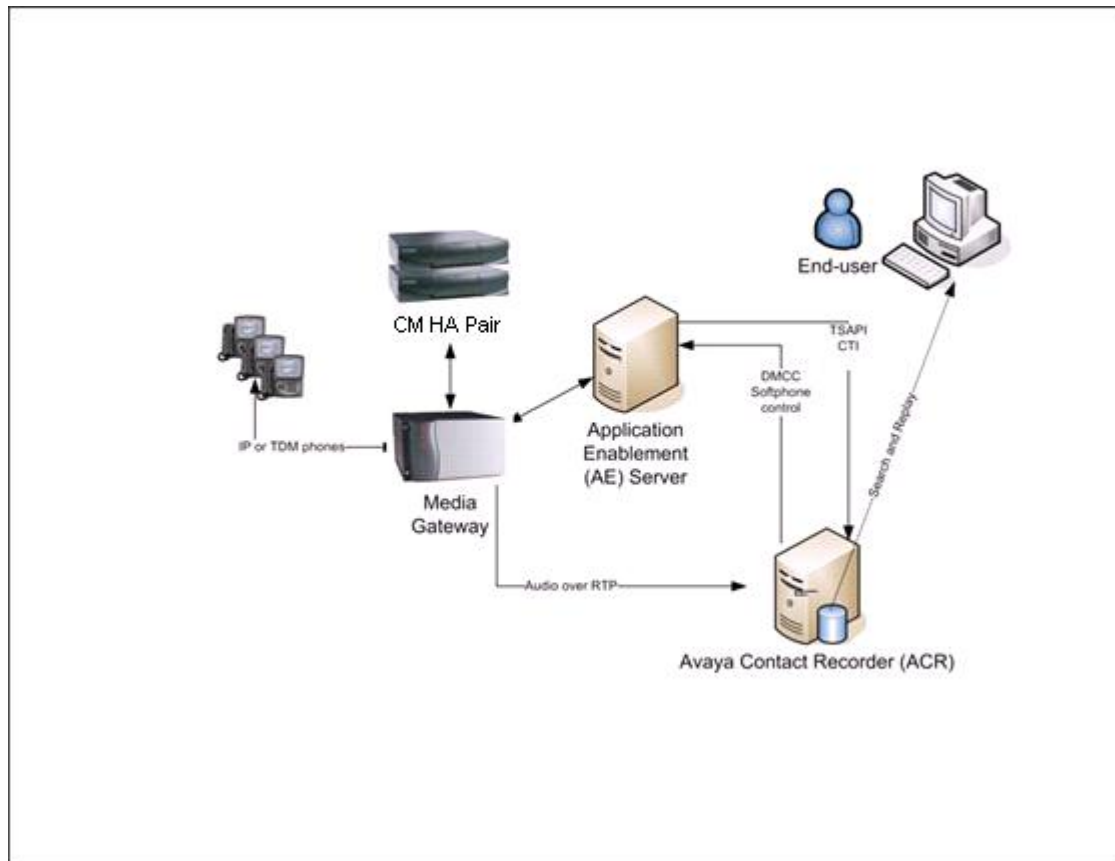 End-user
CM HA Pair
TSAPI
CTI
DMCC
Softphone
control
Search and Replay
IP or TDM phones
Application
Enablement
(AE) Server
Media
Gateway
Audio over RTP
Avaya Contact Recorder (ACR)